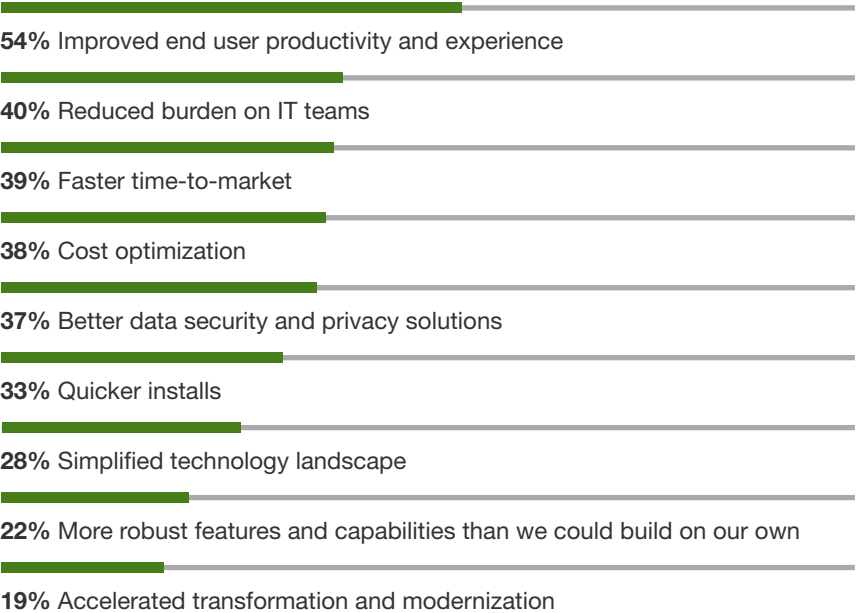 54% Improved end user productivity and experience
40% Reduced burden on IT teams
39% Faster time-to-market
38% Cost optimization
37% Better data security and privacy solutions
33% Quicker installs
28% Simplified technology landscape
22% More robust features and capabilities than we could build on our own
19% Accelerated transformation and modernization